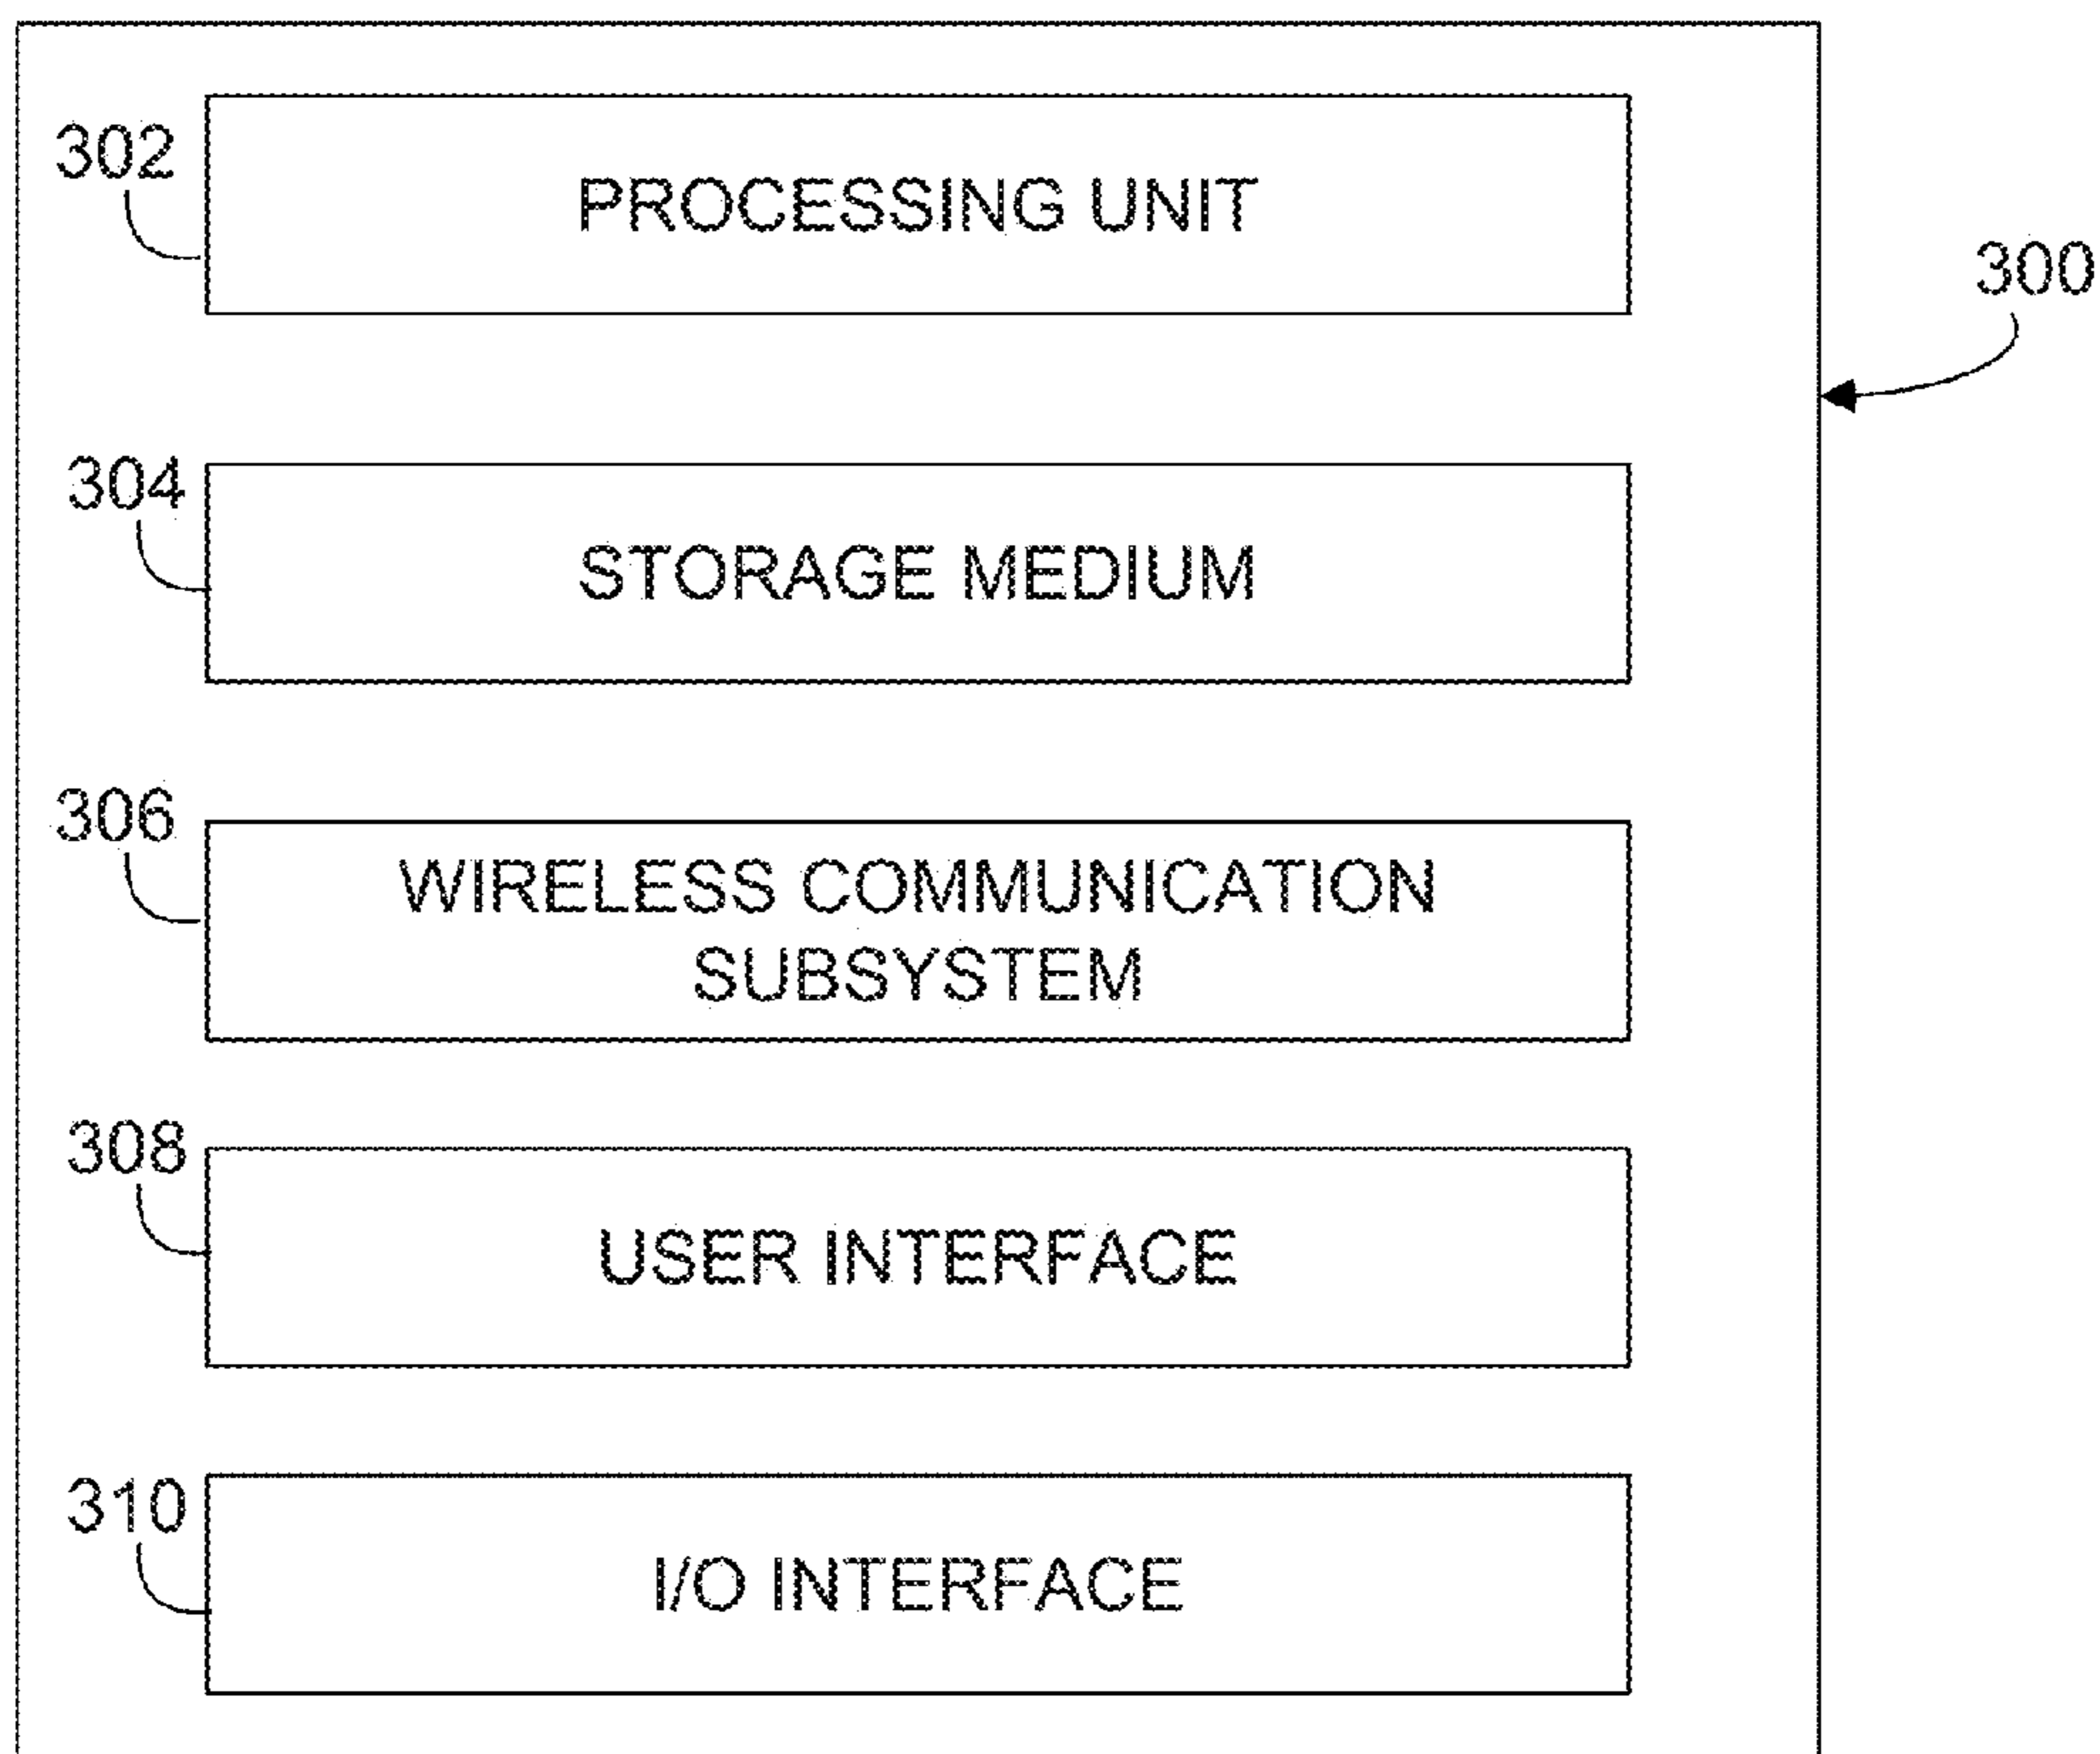 302
PROCESSING UNIT
300
304
STORAGE MEDIUM
306
WIRELESS COMMUNICATION
SUBSYSTEM
308
USER INTERFACE
310
I/O INTERFACE